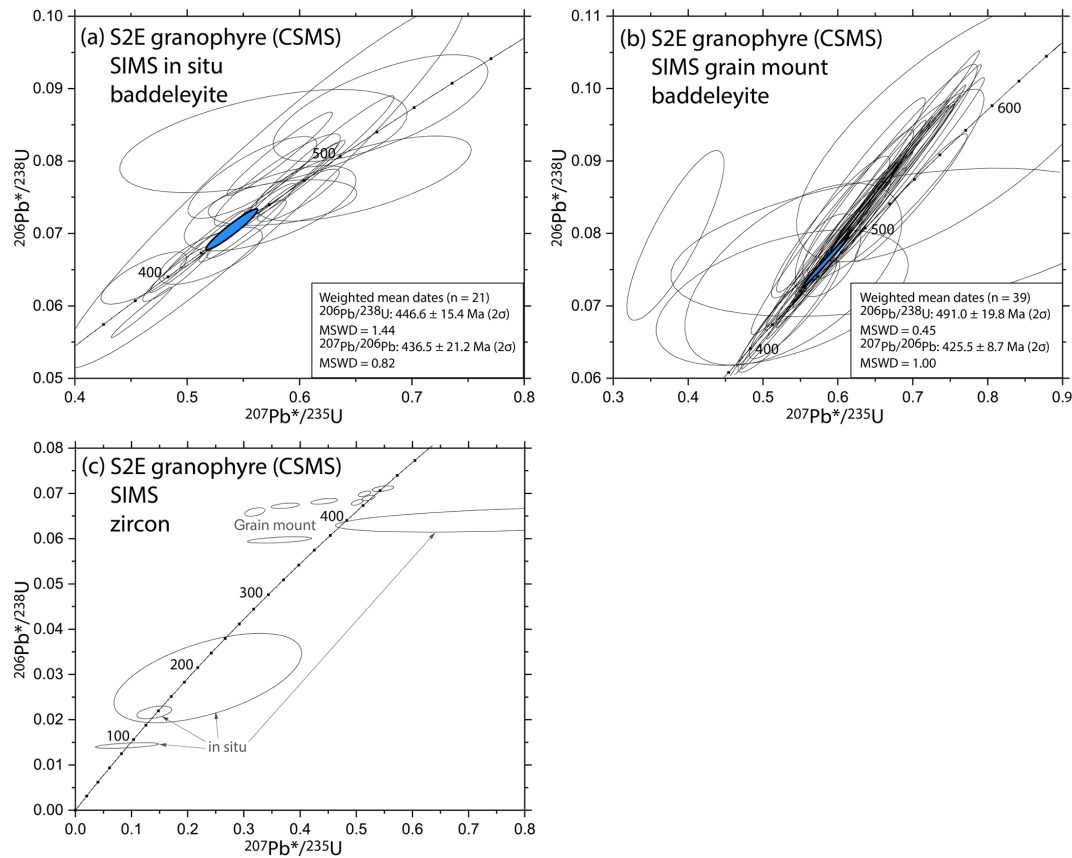 (a) S2E granophyre (CSMS)
SIMS in situ
baddeleyite
0.10
0.09
0.08
0.07
0.06
0.05
206Pb*/238U
500
400
Weighted mean dates (n = 21)
206Pb/238U: 446.6 ± 15.4 Ma (2σ)
MSWD = 1.44
207Pb/206Pb: 436.5 ± 21.2 Ma (2σ)
MSWD = 0.82
0.4 0.5 0.6 0.7 0.8
207Pb*/235U
(b) S2E granophyre (CSMS)
SIMS grain mount
baddeleyite
0.11
0.10
0.09
0.08
0.07
0.06
206Pb*/238U
600
500
400
Weighted mean dates (n = 39)
206Pb/238U: 491.0 ± 19.8 Ma (2σ)
MSWD = 0.45
207Pb/206Pb: 425.5 ± 8.7 Ma (2σ)
MSWD = 1.00
0.3 0.4 0.5 0.6 0.7 0.8 0.9
207Pb*/235U
(c) S2E granophyre (CSMS)
SIMS
zircon
0.08
0.07
0.06
0.05
0.04
0.03
0.02
0.01
0.00
206Pb*/238U
Grain mount
400
300
200
100
in situ
0.0 0.1 0.2 0.3 0.4 0.5 0.6 0.7 0.8
207Pb*/235U